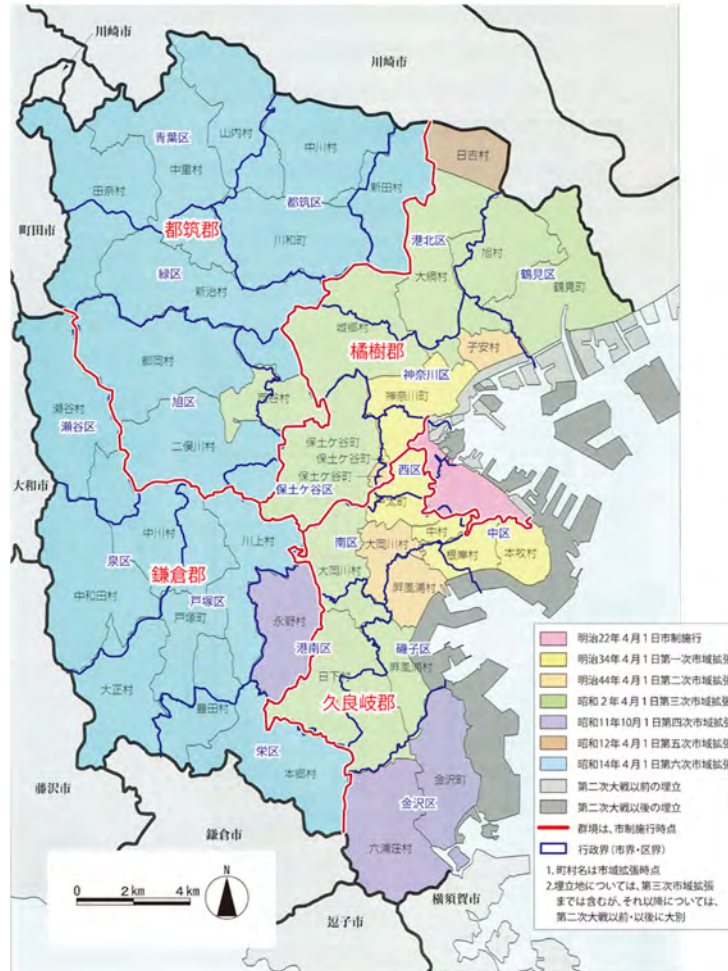 川崎市
川崎市
青葉区
山内村
中川村
日吉村
中里村
田奈村
都筑区
新田村
町田市
都筑郡
川和町
港北区
旭村
鶴見区
緑区
新治村
大綱村
鶴見町
城郷村
都岡村
橘樹郡
子安村
神奈川区
瀬谷村
旭区
西谷村
神奈川町
瀬谷区
二俣川村
保土ケ谷村
保土ケ谷町
西区
大和市
保土ケ谷町
保土ケ谷区
太町
中川村
川上村
中村
中区
泉区
南区
大岡川村
根岸村
本牧村
鎌倉郡
大岡川村
中和田村
戸塚区
屏風浦村
戸塚町
永野村
港南区
磯子区
大正村
日下村
屏風浦村
豊田村
久良岐郡
栄区
本郷村
金沢町
藤沢市
金沢区
鎌倉市
六浦荘村
N
0 2km 4km
横須賀市
逗子市
明治22年4月1日市制施行
明治34年4月1日第一次市域拡張
明治44年4月1日第二次市域拡張
昭和2年4月1日第三次市域拡張
昭和11年10月1日第四次市域拡張
昭和12年4月1日第五次市域拡張
昭和14年4月1日第六次市域拡張
第二次大戦以前の埋立
第二次大戦以後の埋立
群境は、市制施行時点
行政界(市界・区界)
1.町村名は市域拡張時点
2.埋立地については、第三次市域拡張
までは含むが、それ以降については、
第二次大戦以前・以後に大別